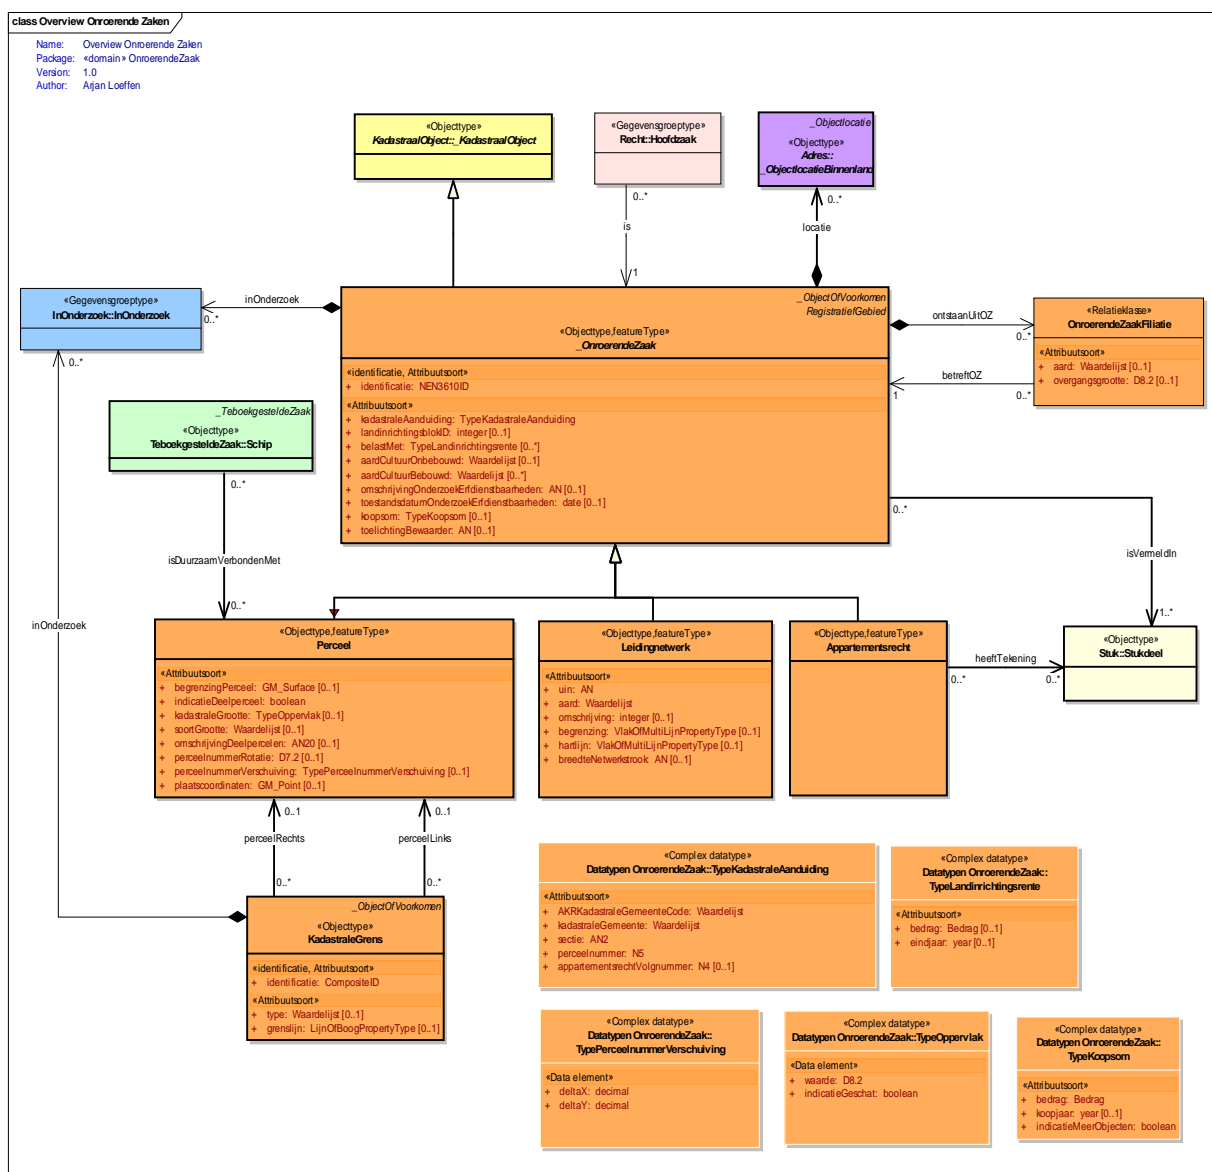 class Overview Onroerende Zaken
Name: Overview Onroerende Zaken
Package: «domain» OnroerendeZaak
Version: 1.0
Author: Arjan Loeffen
«Objecttype»
KadastraalObject::_KadastraalObject
«Gegevensgroeptype»
Recht::Hoofdzaak
_Objectlocatie
«Objecttype»
Adres::
_ObjectlocatieBinnenland
0..*
0..*
is
locatie
1
«Gegevensgroeptype»
InOnderzoek::InOnderzoek
inOnderzoek
0..*
0..*
_ObjectOfVoorkomen
RegistratiefGebied
«Objecttype,featureType»
_OnroerendeZaak
«identificatie, Attribuutsoort»
+ identificatie: NEN3610ID
«Attribuutsoort»
+ kadastraleAanduiding: TypeKadastraleAanduiding
+ landinrichtingsblokID: integer [0..1]
+ belastMet: TypeLandinrichtingsrente [0..*]
+ aardCultuurOnbebouwd: Waardelijst [0..1]
+ aardCultuurBebouwd: Waardelijst [0..*]
+ omschrijvingOnderzoekErfdienstbaarheden: AN [0..1]
+ toestandsdatumOnderzoekErfdienstbaarheden: date [0..1]
+ koopsom: TypeKoopsom [0..1]
+ toelichtingBewaarder: AN [0..1]
ontstaanUitOZ
0..*
betreftOZ
1
0..*
«Relatieklasse»
OnroerendeZaakFiliatie
«Attribuutsoort»
+ aard: Waardelijst [0..1]
+ overgangsgrootte: D8.2 [0..1]
_TeboekgesteldeZaak
«Objecttype»
TeboekgesteldeZaak::Schip
0..*
isDuurzaamVerbondenMet
0..*
0..*
isVermeldIn
1..*
inOnderzoek
«Objecttype,featureType»
Perceel
«Attribuutsoort»
+ begrenzingPerceel: GM_Surface [0..1]
+ indicatieDeelperceel: boolean
+ kadastraleGrootte: TypeOppervlak [0..1]
+ soortGrootte: Waardelijst [0..1]
+ omschrijvingDeelpercelen: AN20 [0..1]
+ perceelnummerRotatie: D7.2 [0..1]
+ perceelnummerVerschuiving: TypePerceelnummerVerschuiving [0..1]
+ plaatscoordinaten: GM_Point [0..1]
«Objecttype,featureType»
Leidingnetwerk
«Attribuutsoort»
+ uin: AN
+ aard: Waardelijst
+ omschrijving: integer [0..1]
+ begrenzing: VlakOfMultiLijnPropertyType [0..1]
+ hartlijn: VlakOfMultiLijnPropertyType [0..1]
+ breedteNetwerkstrook: AN [0..1]
«Objecttype,featureType»
Appartementsrecht
heeftTekening
0..*
0..*
«Objecttype»
Stuk::Stukdeel
0..1
0..1
perceelRechts
perceelLinks
0..*
0..*
_ObjectOfVoorkomen
«Objecttype»
KadastraleGrens
«identificatie, Attribuutsoort»
+ identificatie: CompositeID
«Attribuutsoort»
+ type: Waardelijst [0..1]
+ grenslijn: LijnOfBoogPropertyType [0..1]
«Complex datatype»
Datatypen OnroerendeZaak::TypeKadastraleAanduiding
«Attribuutsoort»
+ AKRKadastraleGemeenteCode: Waardelijst
+ kadastraleGemeente: Waardelijst
+ sectie: AN2
+ perceelnummer: N5
+ appartementsrechtVolgnummer: N4 [0..1]
«Complex datatype»
Datatypen OnroerendeZaak::
TypeLandinrichtingsrente
«Attribuutsoort»
+ bedrag: Bedrag [0..1]
+ eindjaar: year [0..1]
«Complex datatype»
Datatypen OnroerendeZaak::
TypePerceelnummerVerschuiving
«Data element»
+ deltaX: decimal
+ deltaY: decimal
«Complex datatype»
Datatypen OnroerendeZaak::TypeOppervlak
«Data element»
+ waarde: D8.2
+ indicatieGeschat: boolean
«Complex datatype»
Datatypen OnroerendeZaak::
TypeKoopsom
«Attribuutsoort»
+ bedrag: Bedrag
+ koopjaar: year [0..1]
+ indicatieMeerObjecten: boolean